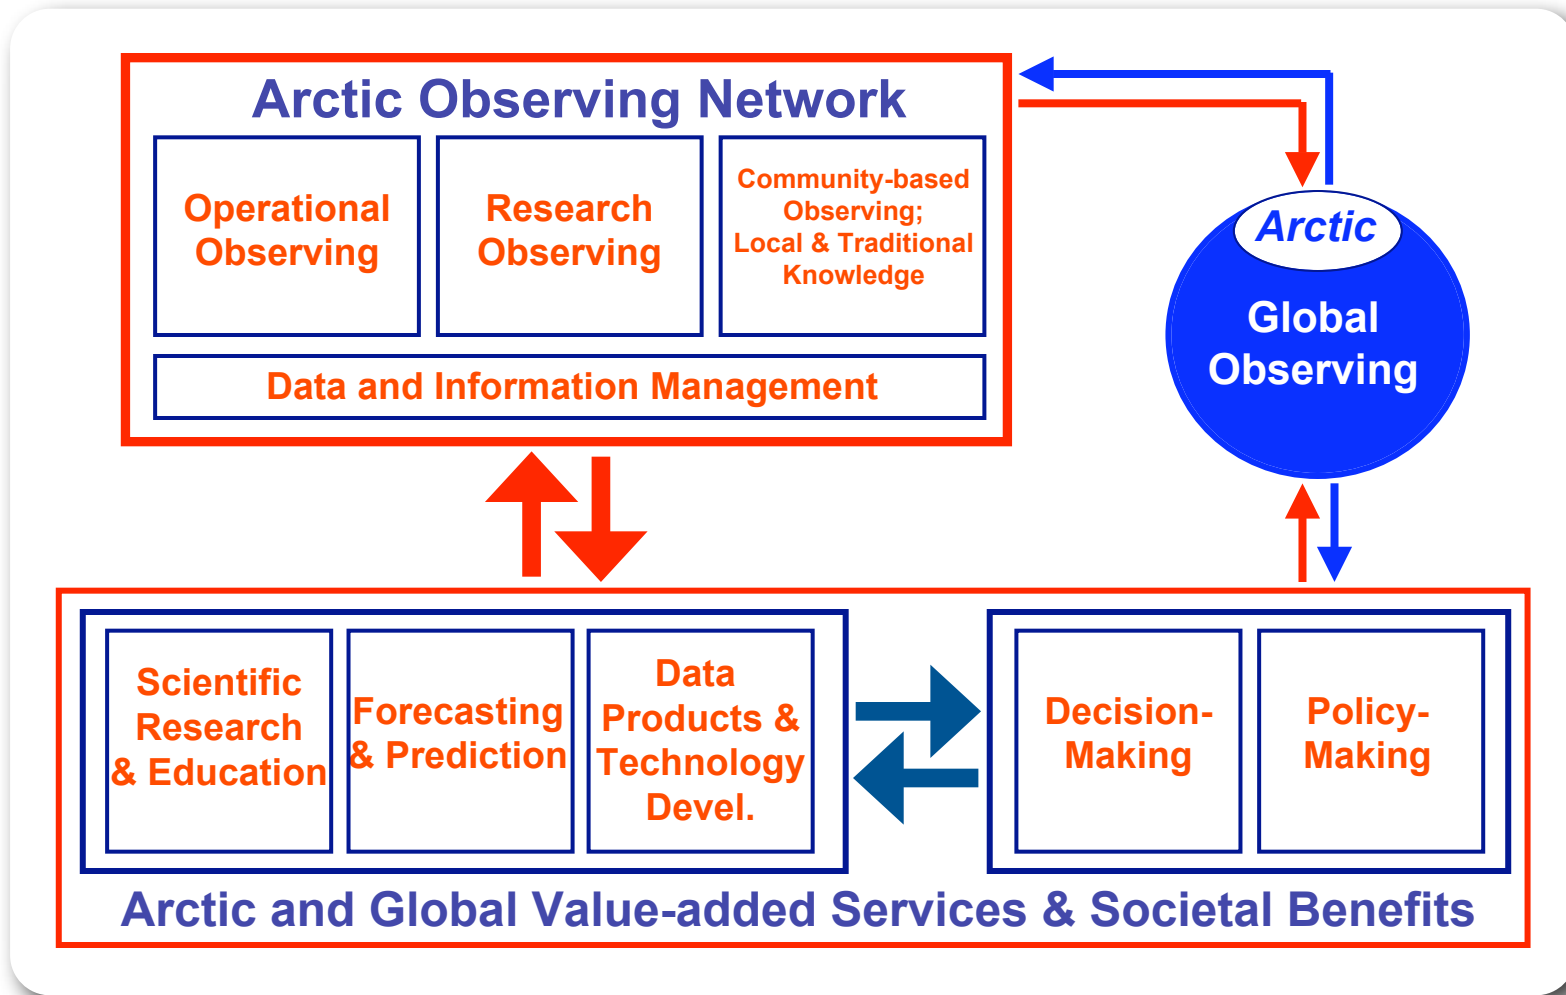 Arctic Observing Network
Operational
Observing
Research
Observing
Community-based
Observing;
Local & Traditional
Knowledge
Data and Information Management
Arctic
Global
Observing
Scientific
Research
& Education
Forecasting
& Prediction
Data
Products &
Technology
Devel.
Decision-
Making
Policy-
Making
Arctic and Global Value-added Services & Societal Benefits